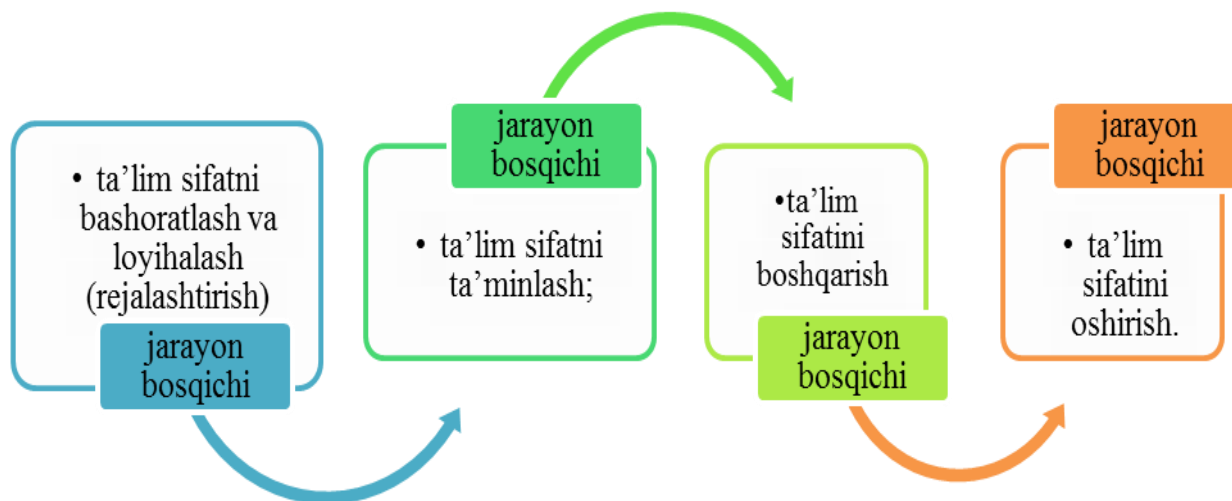 • ta’lim sifatni
bashoratlash va
loyihalash
(rejalashtirish)
jarayon
bosqichi
jarayon
bosqichi
• ta’lim sifatni
ta’minlash;
•ta’lim
sifatini
boshqarish
jarayon
bosqichi
jarayon
bosqichi
• ta’lim
sifatini
oshirish.